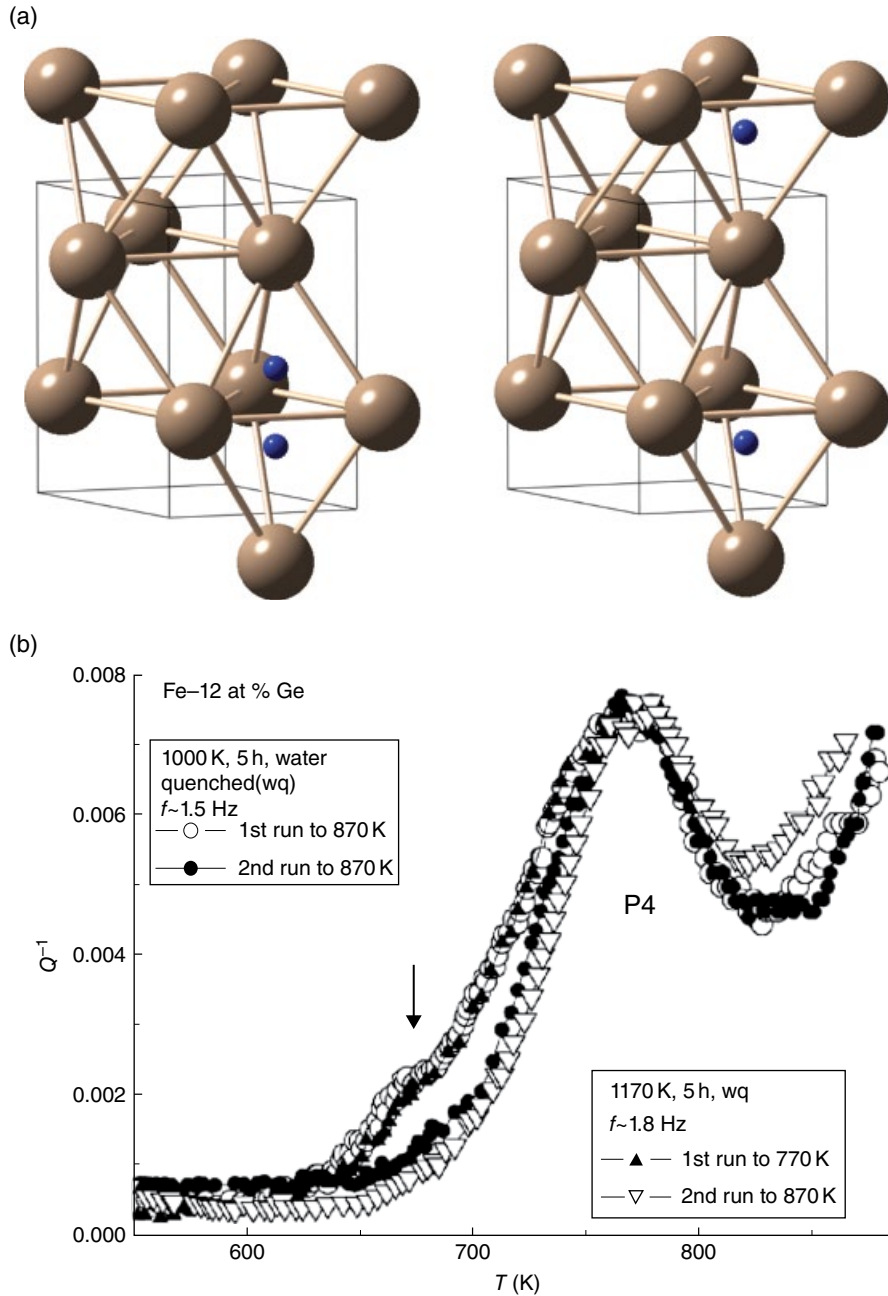 (a)
(b)
0.008
Fe–12 at % Ge
1000 K, 5 h, water
quenched(wq)
f~1.5 Hz
1st run to 870 K
2nd run to 870 K
0.006
P4
Q⁻¹
0.004
0.002
1170 K, 5 h, wq
f~1.8 Hz
1st run to 770 K
2nd run to 870 K
0.000
600
700
800
T (K)